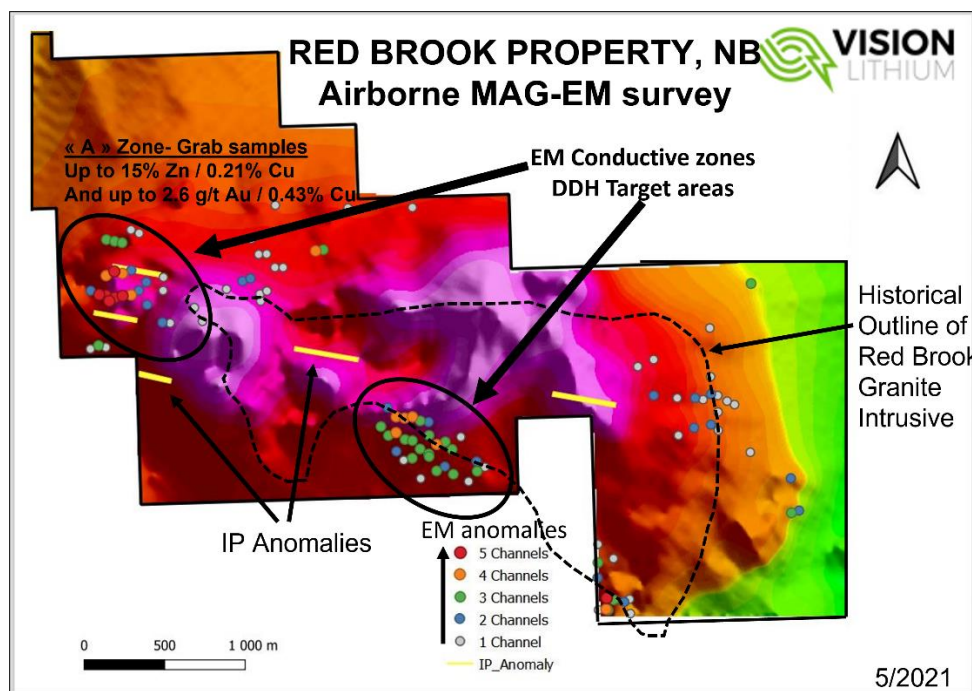 RED BROOK PROPERTY, NB
Airborne MAG-EM survey
VISION
LITHIUM
« A » Zone- Grab samples
Up to 15% Zn / 0.21% Cu
And up to 2.6 g/t Au / 0.43% Cu
EM Conductive zones
DDH Target areas
Historical
Outline of
Red Brook
Granite
Intrusive
IP Anomalies
EM anomalies
5 Channels
4 Channels
3 Channels
2 Channels
1 Channel
IP_Anomaly
0 500 1 000 m
5/2021